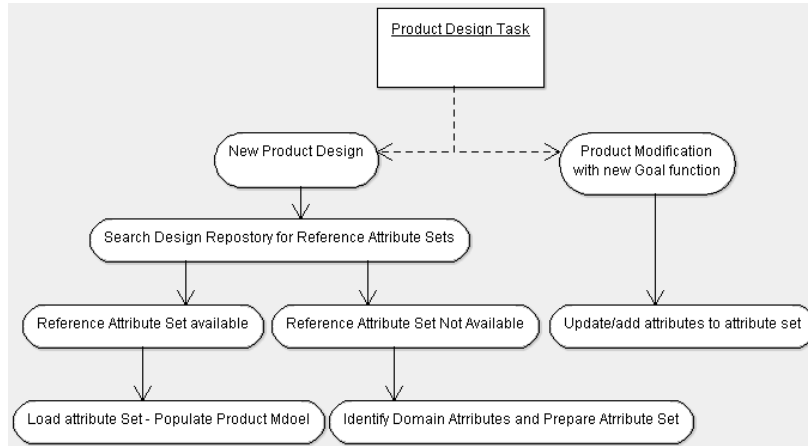 Product Design Task
New Product Design
Product Modification
with new Goal function
Search Design Repostory for Reference Attribute Sets
Reference Attribute Set available
Reference Attribute Set Not Available
Update/add attributes to attribute set
Load attribute Set - Populate Product Mdoel
Identify Domain Atrributes and Prepare Atrribute Set